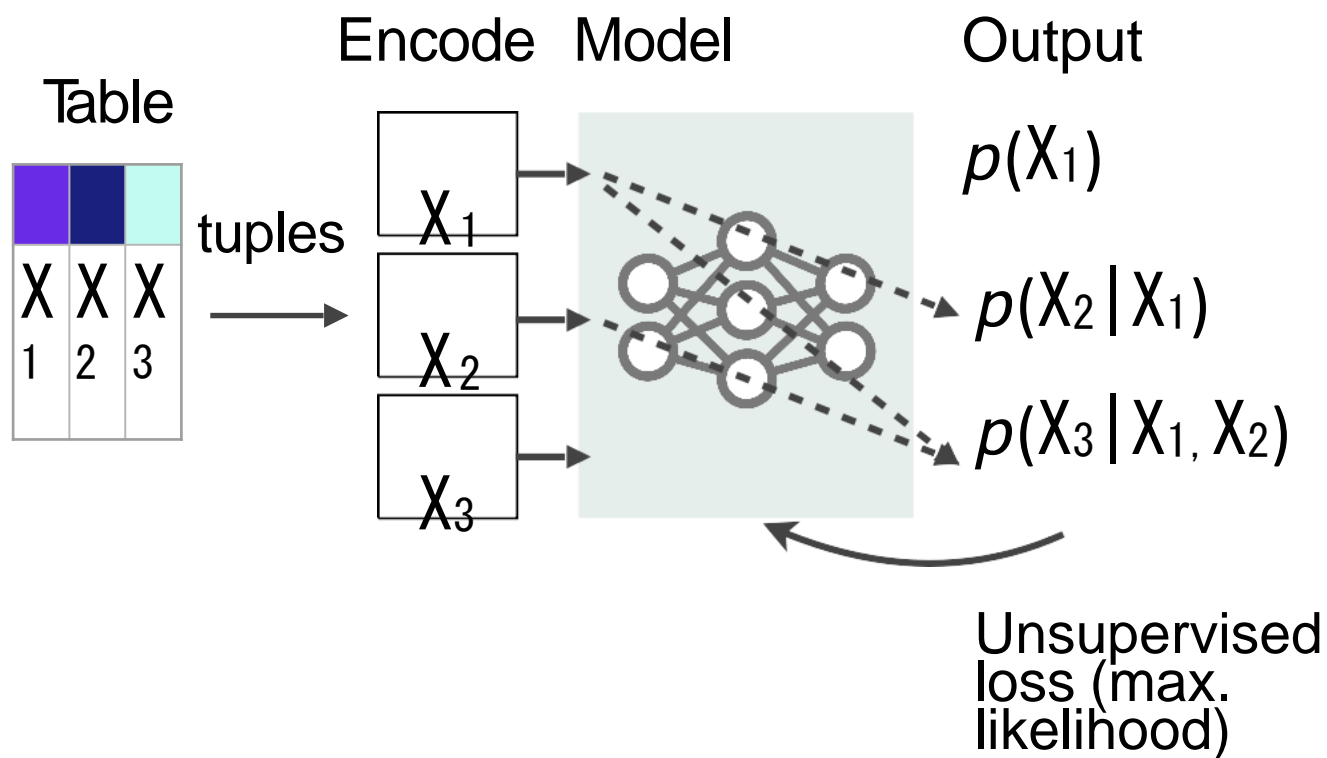 Encode Model Output
Table
tuples
X X X
1 2 3
X1
X2
X3
p(X1)
p(X2|X1)
p(X3|X1, X2)
Unsupervised
loss (max.
likelihood)